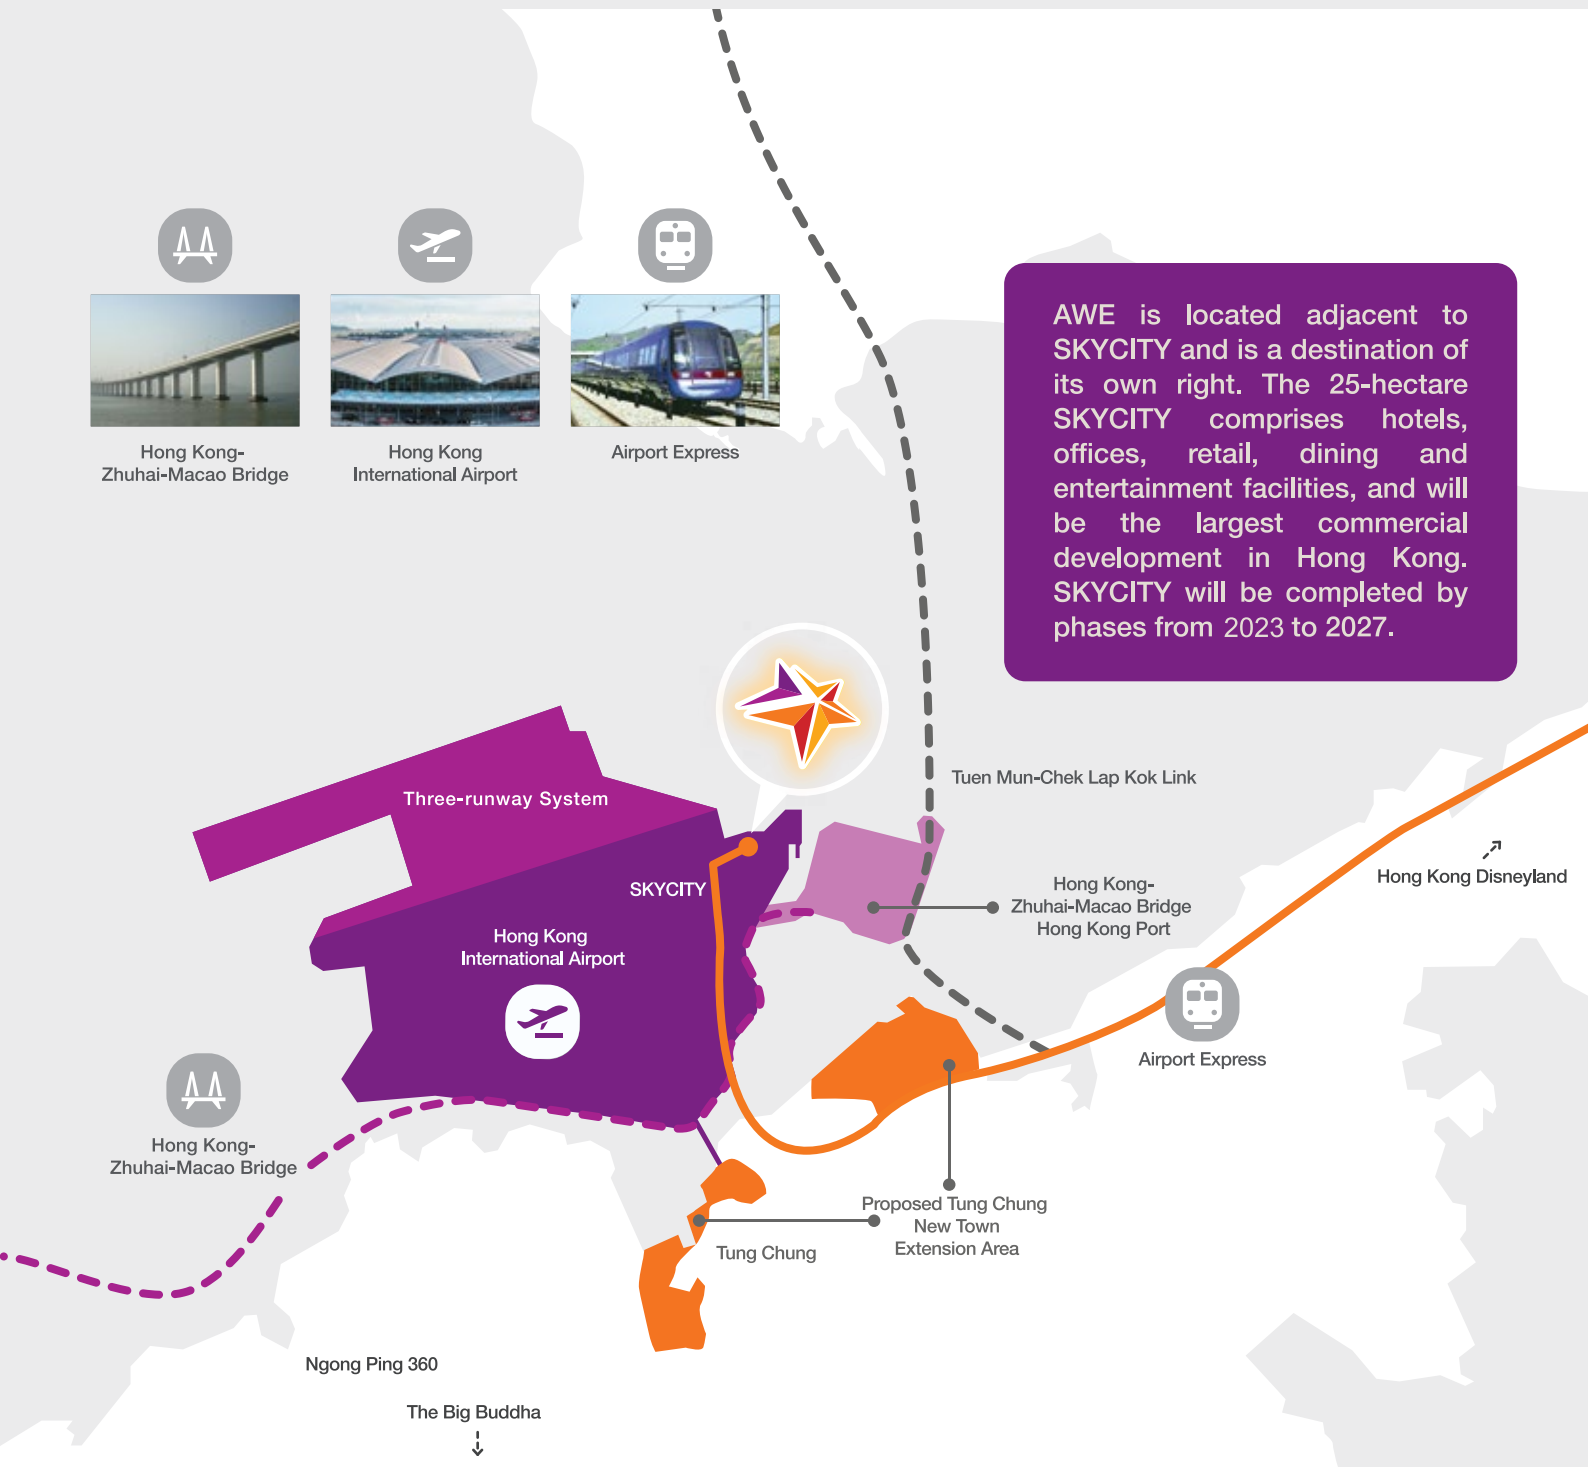 Hong Kong-
Zhuhai-Macao Bridge
Hong Kong
International Airport
Airport Express
AWE is located adjacent to
SKYCITY and is a destination of
its own right. The 25-hectare
SKYCITY comprises hotels,
offices, retail, dining and
entertainment facilities, and will
be the largest commercial
development in Hong Kong.
SKYCITY will be completed by
phases from 2023 to 2027.
Tuen Mun-Chek Lap Kok Link
Three-runway System
SKYCITY
Hong Kong
International Airport
Hong Kong-
Zhuhai-Macao Bridge
Hong Kong Port
Hong Kong Disneyland
Airport Express
Hong Kong-
Zhuhai-Macao Bridge
Proposed Tung Chung
New Town
Extension Area
Tung Chung
Ngong Ping 360
The Big Buddha